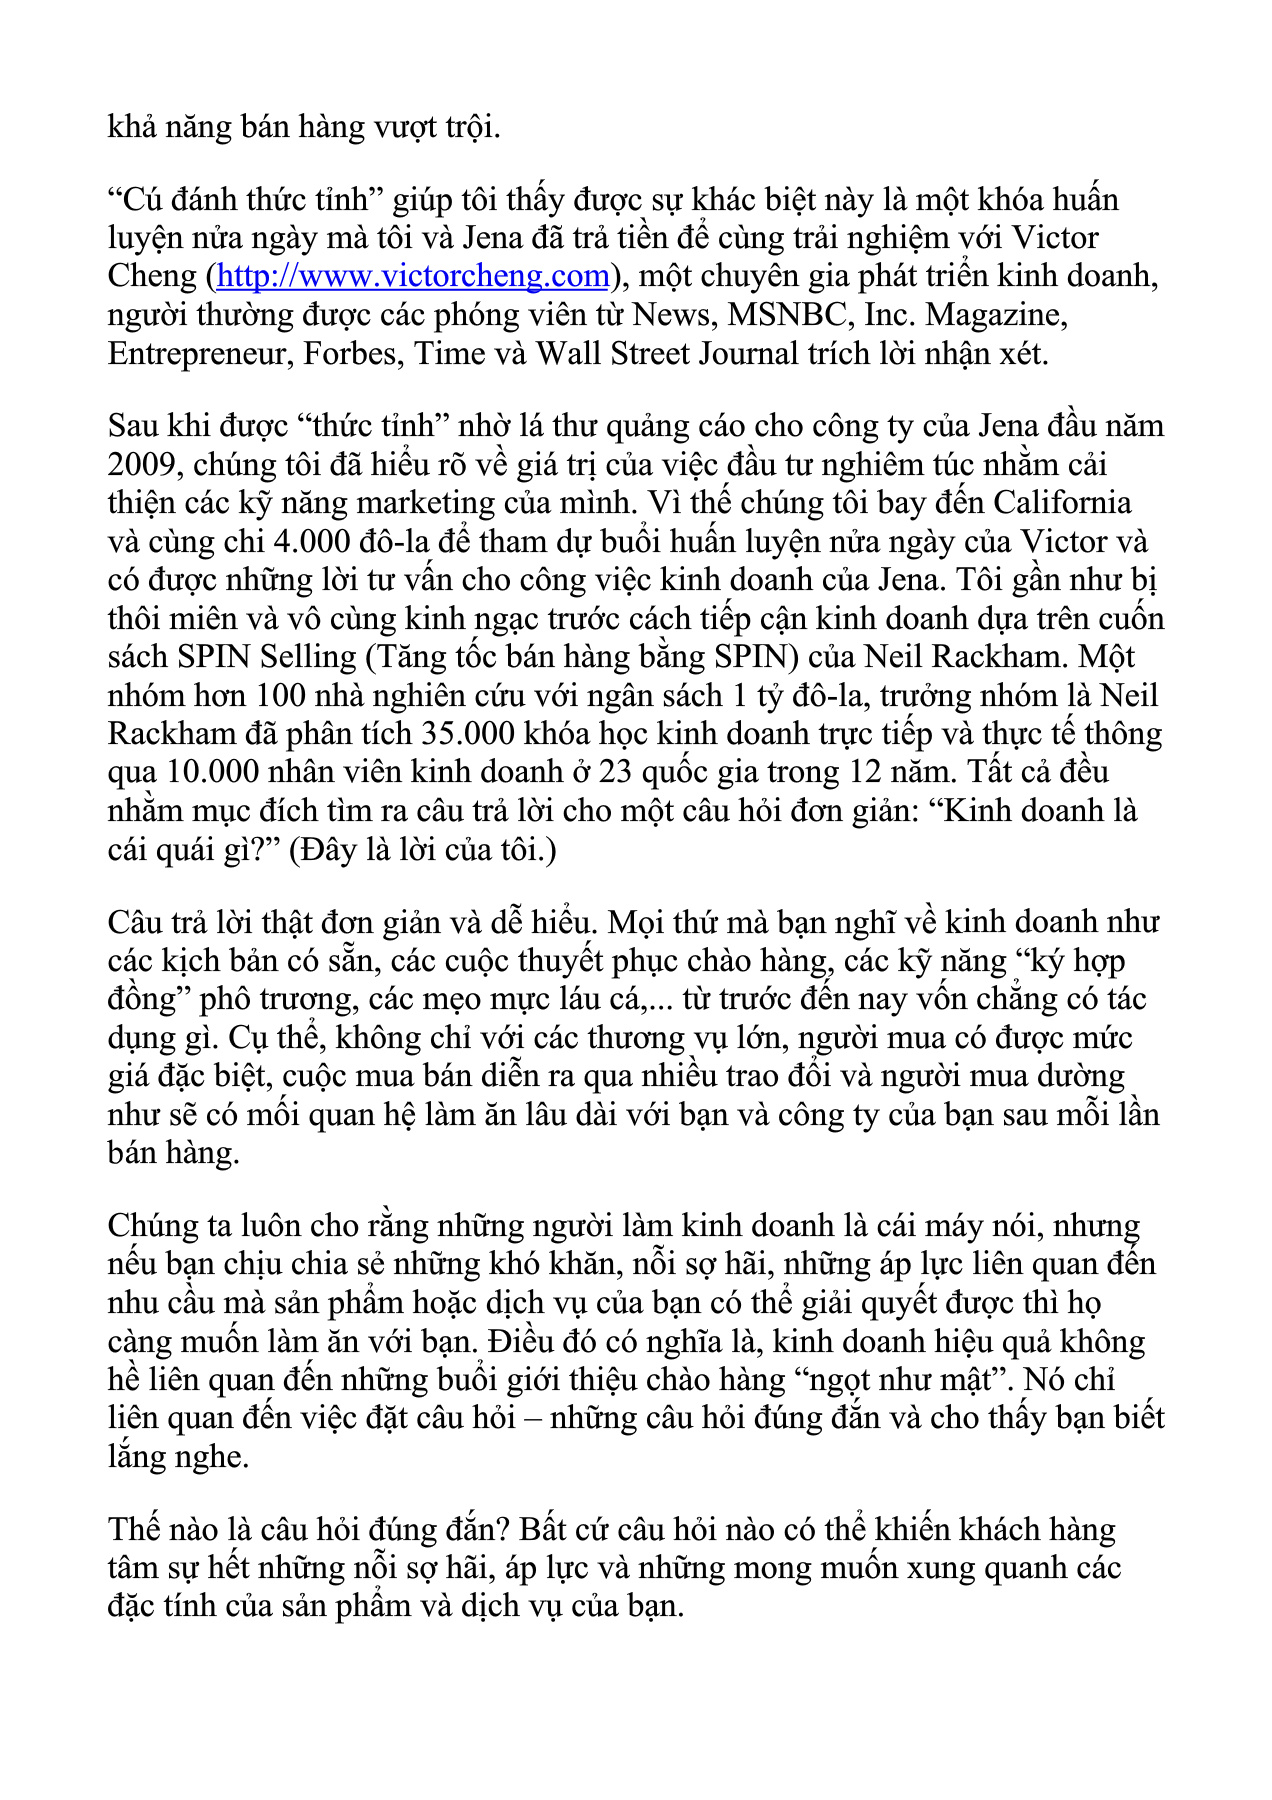 khả năng bán hàng vượt trội.
“Cú đánh thức tỉnh” giúp tôi thấy được sự khác biệt này là một khóa huấn
luyện nửa ngày mà tôi và Jena đã trả tiền để cùng trải nghiệm với Victor
Cheng (http://www.victorcheng.com), một chuyên gia phát triển kinh doanh,
người thường được các phóng viên từ News, MSNBC, Inc. Magazine,
Entrepreneur, Forbes, Time và Wall Street Journal trích lời nhận xét.
Sau khi được “thức tỉnh” nhờ lá thư quảng cáo cho công ty của Jena đầu năm
2009, chúng tôi đã hiểu rõ về giá trị của việc đầu tư nghiêm túc nhằm cải
thiện các kỹ năng marketing của mình. Vì thế chúng tôi bay đến California
và cùng chi 4.000 đô-la để tham dự buổi huấn luyện nửa ngày của Victor và
có được những lời tư vấn cho công việc kinh doanh của Jena. Tôi gần như bị
thôi miên và vô cùng kinh ngạc trước cách tiếp cận kinh doanh dựa trên cuốn
sách SPIN Selling (Tăng tốc bán hàng bằng SPIN) của Neil Rackham. Một
nhóm hơn 100 nhà nghiên cứu với ngân sách 1 tỷ đô-la, trưởng nhóm là Neil
Rackham đã phân tích 35.000 khóa học kinh doanh trực tiếp và thực tế thông
qua 10.000 nhân viên kinh doanh ở 23 quốc gia trong 12 năm. Tất cả đều
nhằm mục đích tìm ra câu trả lời cho một câu hỏi đơn giản: “Kinh doanh là
cái quái gì?” (Đây là lời của tôi.)
Câu trả lời thật đơn giản và dễ hiểu. Mọi thứ mà bạn nghĩ về kinh doanh như
các kịch bản có sẵn, các cuộc thuyết phục chào hàng, các kỹ năng “ký hợp
đồng” phô trương, các mẹo mực láu cá,... từ trước đến nay vốn chẳng có tác
dụng gì. Cụ thể, không chỉ với các thương vụ lớn, người mua có được mức
giá đặc biệt, cuộc mua bán diễn ra qua nhiều trao đổi và người mua dường
như sẽ có mối quan hệ làm ăn lâu dài với bạn và công ty của bạn sau mỗi lần
bán hàng.
Chúng ta luôn cho rằng những người làm kinh doanh là cái máy nói, nhưng
nếu bạn chịu chia sẻ những khó khăn, nỗi sợ hãi, những áp lực liên quan đến
nhu cầu mà sản phẩm hoặc dịch vụ của bạn có thể giải quyết được thì họ
càng muốn làm ăn với bạn. Điều đó có nghĩa là, kinh doanh hiệu quả không
hề liên quan đến những buổi giới thiệu chào hàng “ngọt như mật”. Nó chỉ
liên quan đến việc đặt câu hỏi – những câu hỏi đúng đắn và cho thấy bạn biết
lắng nghe.
Thế nào là câu hỏi đúng đắn? Bất cứ câu hỏi nào có thể khiến khách hàng
tâm sự hết những nỗi sợ hãi, áp lực và những mong muốn xung quanh các
đặc tính của sản phẩm và dịch vụ của bạn.